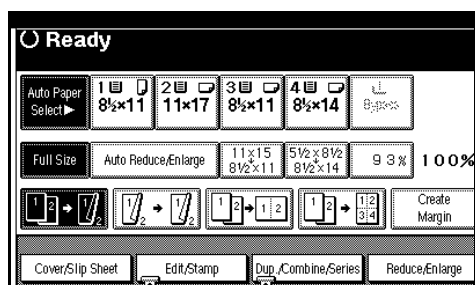 Ready
Auto Paper Select▶
1 8½×11
2 11×17
3 8½×11
4 8½×14
Bypass
Full Size
Auto Reduce/Enlarge
11×15
8½×11
5½×8½
8½×14
93%
100%
1 2 → 1/2
1/2 → 1/2
1 2 → 1 2
1 2 → 1 2 3 4
Create
Margin
Cover/Slip Sheet
Edit/Stamp
Dup./Combine/Series
Reduce/Enlarge